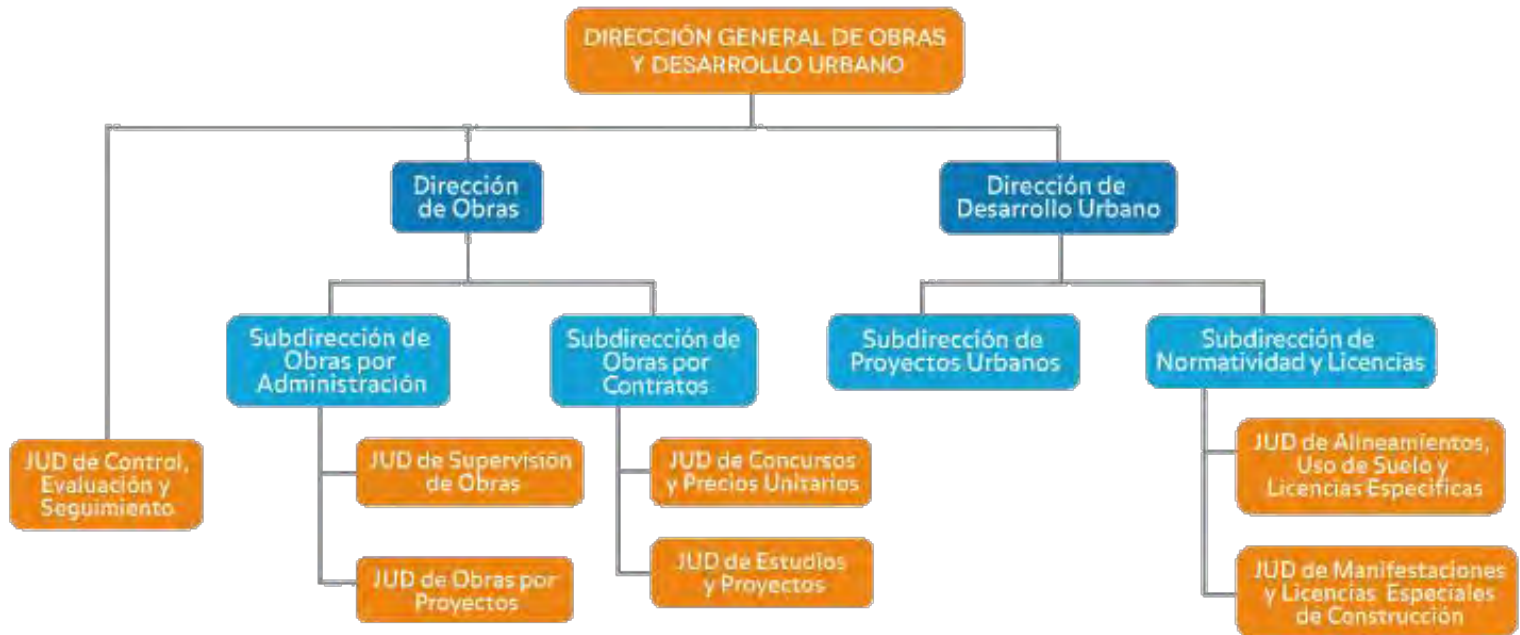 DIRECCIÓN GENERAL DE OBRAS
Y DESARROLLO URBANO
Dirección
de Obras
Dirección de
Desarrollo Urbano
Subdirección de
Obras por
Administración
Subdirección de
Obras por
Contratos
Subdirección de
Proyectos Urbanos
Subdirección de
Normatividad y Licencias
JUD de Control,
Evaluación y
Seguimiento
JUD de Supervisión
de Obras
JUD de Concursos
y Precios Unitarios
JUD de Alineamientos,
Uso de Suelo y
Licencias Específicas
JUD de Obras por
Proyectos
JUD de Estudios
y Proyectos
JUD de Manifestaciones
y Licencias Especiales
de Construcción